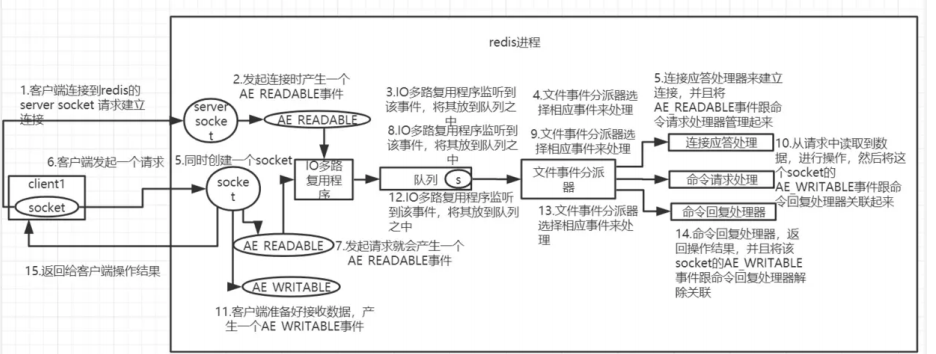 redis进程
1.客户端连接到redis的
server socket 请求建立
连接
2.发起连接时产生一个
AE READABLE事件
server
socke
t
AE READABLE
3.IO多路复用程序监听到
该事件，将其放到队列之
中
8.IO多路复用程序监听到
该事件，将其放到队列之
中
4.文件事件分派器选
择相应事件来处理
9.文件事件分派器选
择相应事件来处理
5.连接应答处理器来建立
连接，并且将
AE READABLE事件跟命
令请求处理器管理起来
连接应答处理
6.客户端发起一个请求
5.同时创建一个socket
client1
socket
socke
t
IO多路
复用程
序
队列
s
文件事件分派
器
命令请求处理
命令回复处理器
10.从请求中读取到数
据，进行操作，然后将这
个socket的
AE_WRITABLE事件跟命
令回复处理器关联起来
12.IO多路复用程序监听
到该事件，将其放到队列
之中
13.文件事件分派器
选择相应事件来处
理
AE READABLE
7.发起请求就会产生一个
AE READABLE事件
14.命令回复处理器，返
回操作结果，并且将该
socket的AE_WRITABLE
事件跟命令回复处理器解
除关联
15.返回给客户端操作结果
AE WRITABLE
11.客户端准备好接收数据，产
生一个AE WRITABLE事件